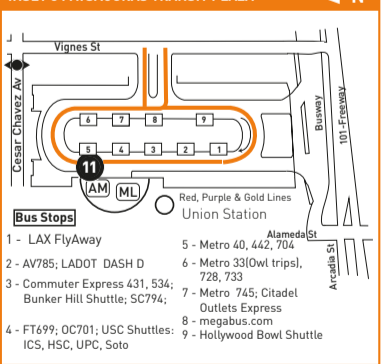 N
Vignes St
Cesar Chavez Av
6 7 8 9
5 4 3 2 1
11
AM ML
Busway
101-Freeway
Red, Purple & Gold Lines
Union Station
Alameda St
Arcadia St
Bus Stops
1 - LAX FlyAway
2 - AV785; LADOT DASH D
3 - Commuter Express 431, 534;
Bunker Hill Shuttle; SC794;
4 - FT699; OC701; USC Shuttles:
ICS, HSC, UPC, Soto
5 - Metro 40, 442, 704
6 - Metro 33(Owl trips),
728, 733
7 - Metro 745; Citadel
Outlets Express
8 - megabus.com
9 - Hollywood Bowl Shuttle